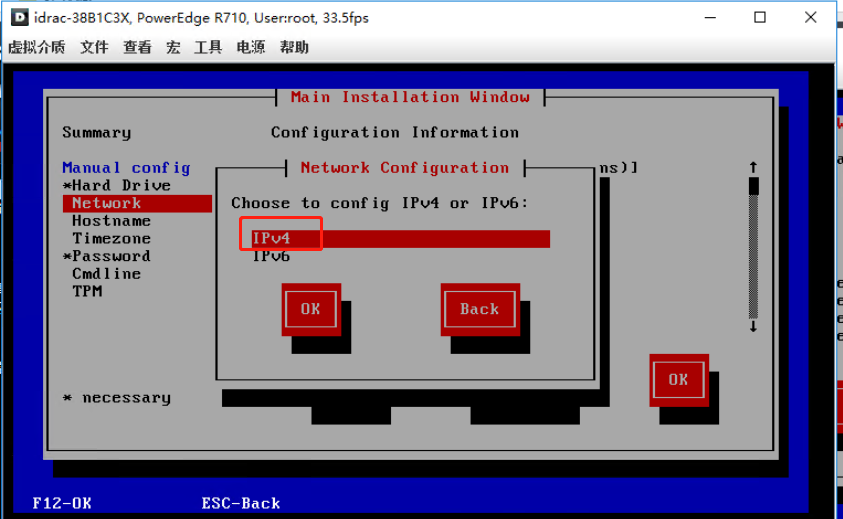 idrac-38B1C3X, PowerEdge R710, User:root, 33.5fps
虚拟介质 文件 查看 宏 工具 电源 帮助
Main Installation Window
Summary Configuration Information
Manual config
*Hard Drive
Network
Hostname
Timezone
*Password
Cmdline
TPM
* necessary
Network Configuration
ns)]
Choose to config IPv4 or IPv6:
IPv4
IPv6
OK Back
OK
F12-OK ESC-Back